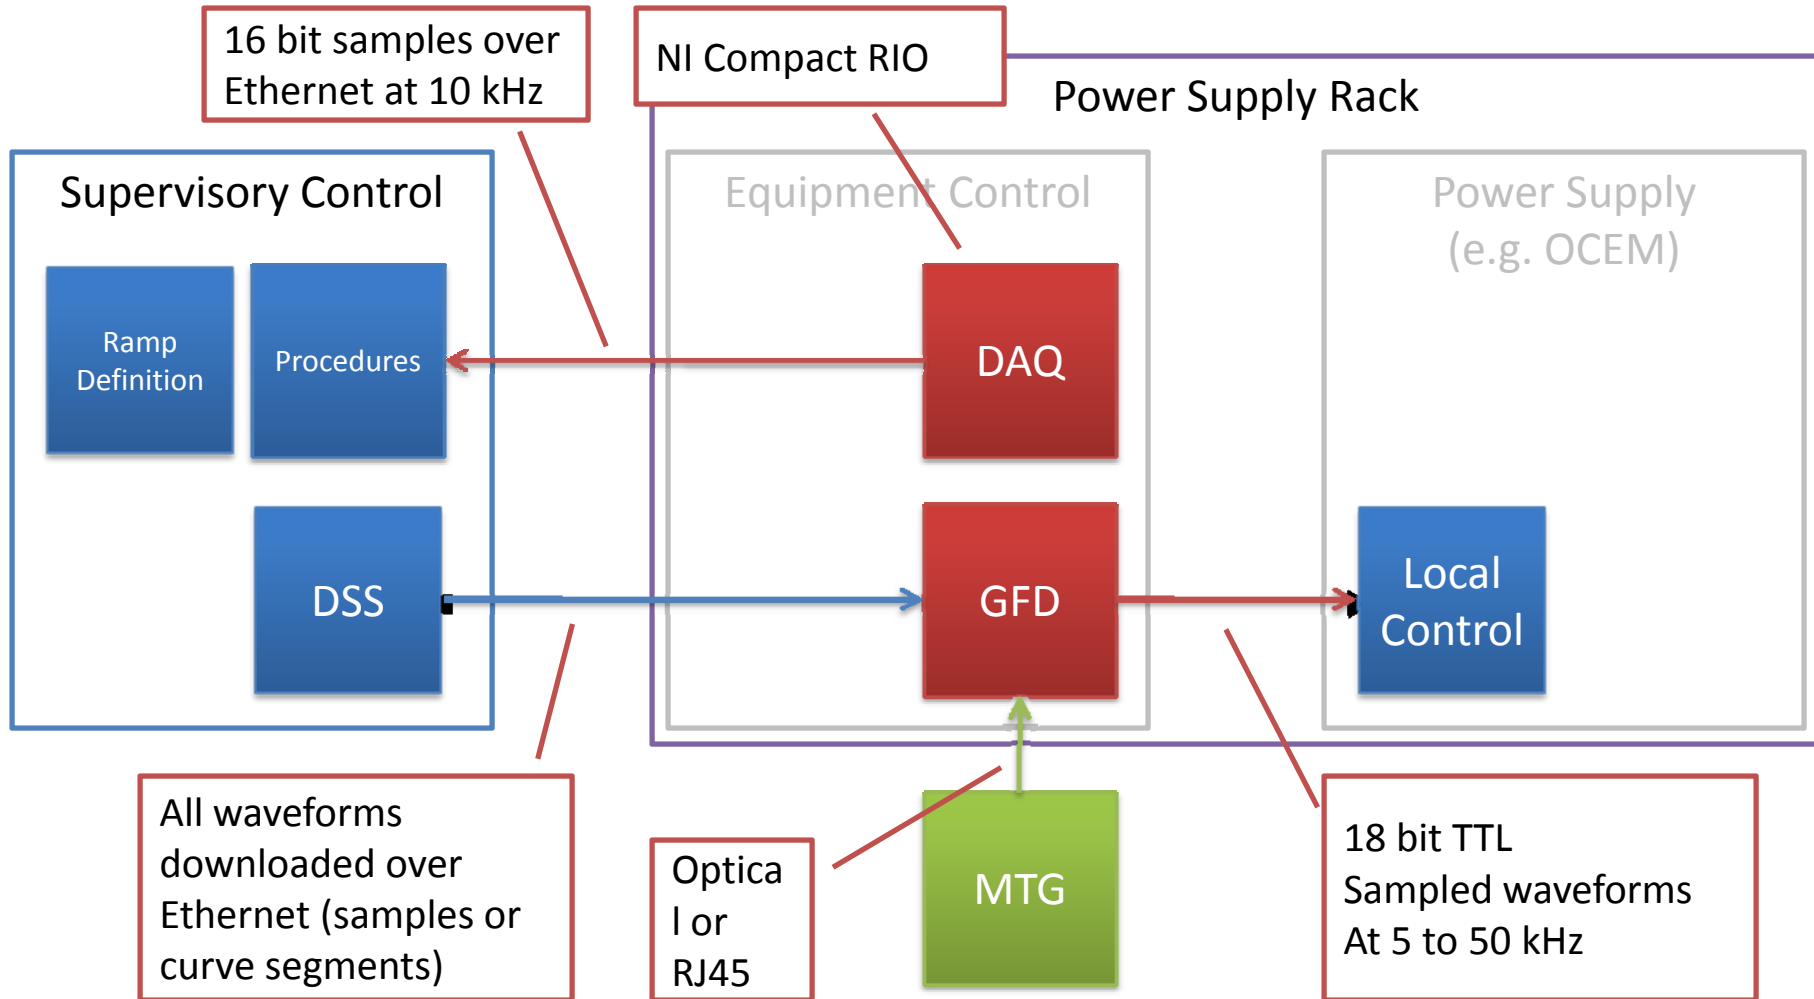 16 bit samples over
Ethernet at 10 kHz
NI Compact RIO
Power Supply Rack
Supervisory Control
Equipment Control
Power Supply
(e.g. OCEM)
Ramp
Definition
Procedures
DAQ
DSS
GFD
Local
Control
All waveforms
downloaded over
Ethernet (samples or
curve segments)
Optica
l or
RJ45
MTG
18 bit TTL
Sampled waveforms
At 5 to 50 kHz